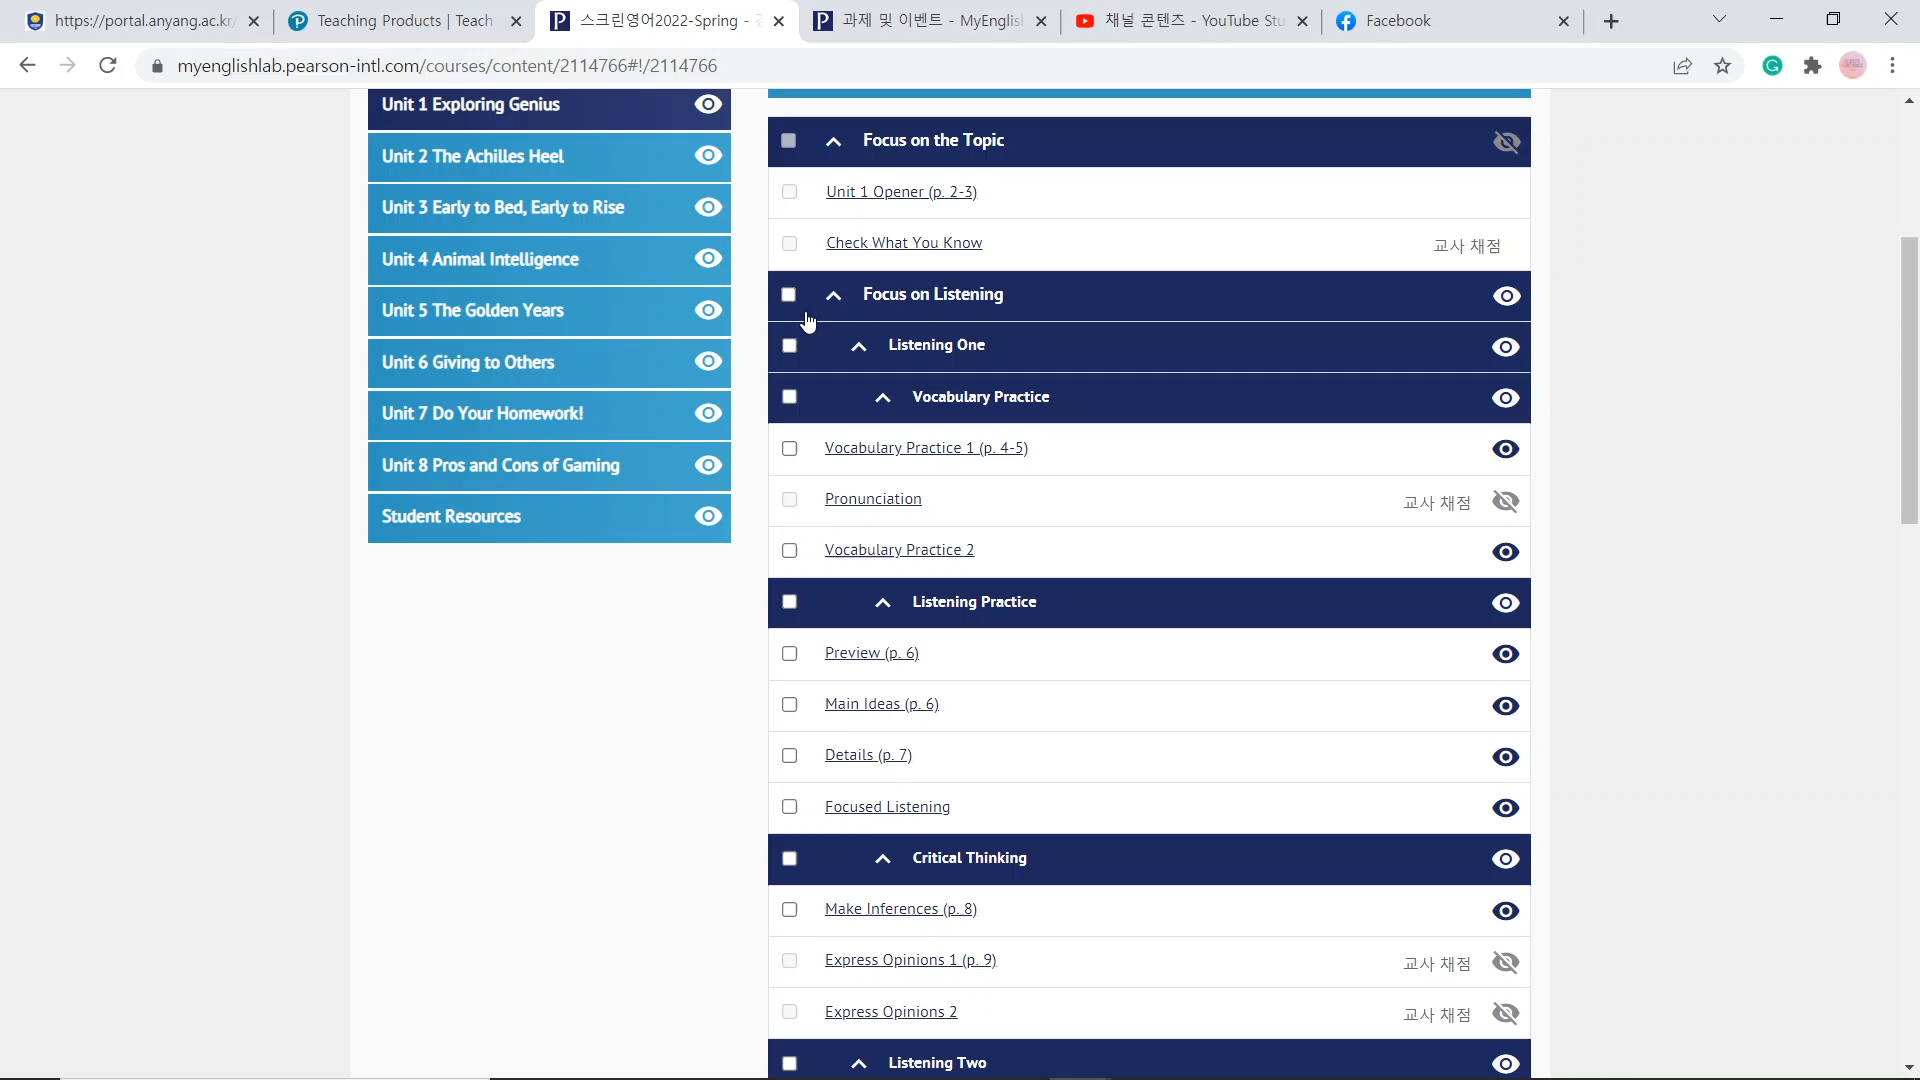 https://portal.anyang.ac.kr/
Teaching Products | Teach
스크린영어2022-Spring -
과제 및 이벤트 - MyEnglish
채널 콘텐츠 - YouTube Stu
Facebook
myenglishlab.pearson-intl.com/courses/content/2114766#!/2114766
Unit 1 Exploring Genius
Unit 2 The Achilles Heel
Unit 3 Early to Bed, Early to Rise
Unit 4 Animal Intelligence
Unit 5 The Golden Years
Unit 6 Giving to Others
Unit 7 Do Your Homework!
Unit 8 Pros and Cons of Gaming
Student Resources
Focus on the Topic
Unit 1 Opener (p. 2-3)
Check What You Know 교사 채점
Focus on Listening
Listening One
Vocabulary Practice
Vocabulary Practice 1 (p. 4-5)
Pronunciation 교사 채점
Vocabulary Practice 2
Listening Practice
Preview (p. 6)
Main Ideas (p. 6)
Details (p. 7)
Focused Listening
Critical Thinking
Make Inferences (p. 8)
Express Opinions 1 (p. 9) 교사 채점
Express Opinions 2 교사 채점
Listening Two